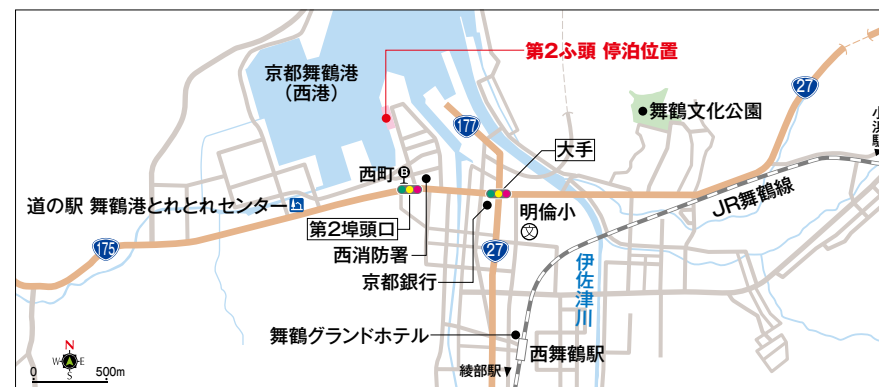 第2ふ頭 停泊位置
京都舞鶴港
(西港)
27
舞鶴文化公園
177
小浜駅
大手
西町
B
道の駅 舞鶴港とれとれセンター
第2埠頭口
明倫小
文
JR舞鶴線
175
西消防署
27
京都銀行
伊佐津川
舞鶴グランドホテル
西舞鶴駅
綾部駅
N
W
E
S
0 500m